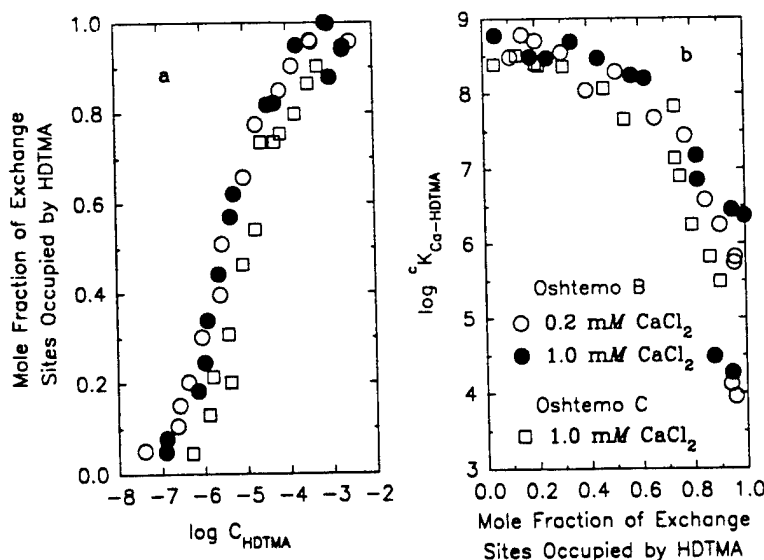 a
Mole Fraction of Exchange
Sites Occupied by HDTMA
1.0
0.8
0.6
0.4
0.2
0.0
−8 −7 −6 −5 −4 −3 −2 −1
log C_HDTMA
b
log ᶜK_Ca−HDTMA
9
8
7
6
5
4
3
Oshtemo B
0.2 mM CaCl₂
1.0 mM CaCl₂
Oshtemo C
1.0 mM CaCl₂
0.0 0.2 0.4 0.6 0.8 1.0
Mole Fraction of Exchange
Sites Occupied by HDTMA